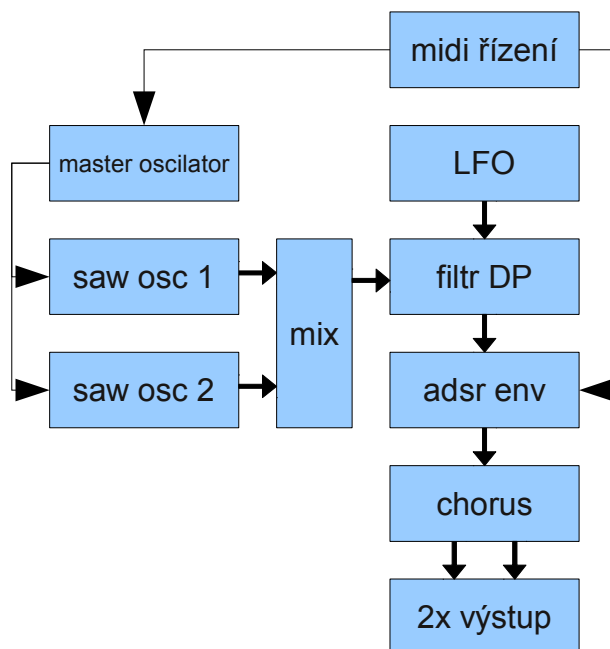 midi řízení
master oscilator
LFO
saw osc 1
filtr DP
mix
saw osc 2
adsr env
chorus
2x výstup